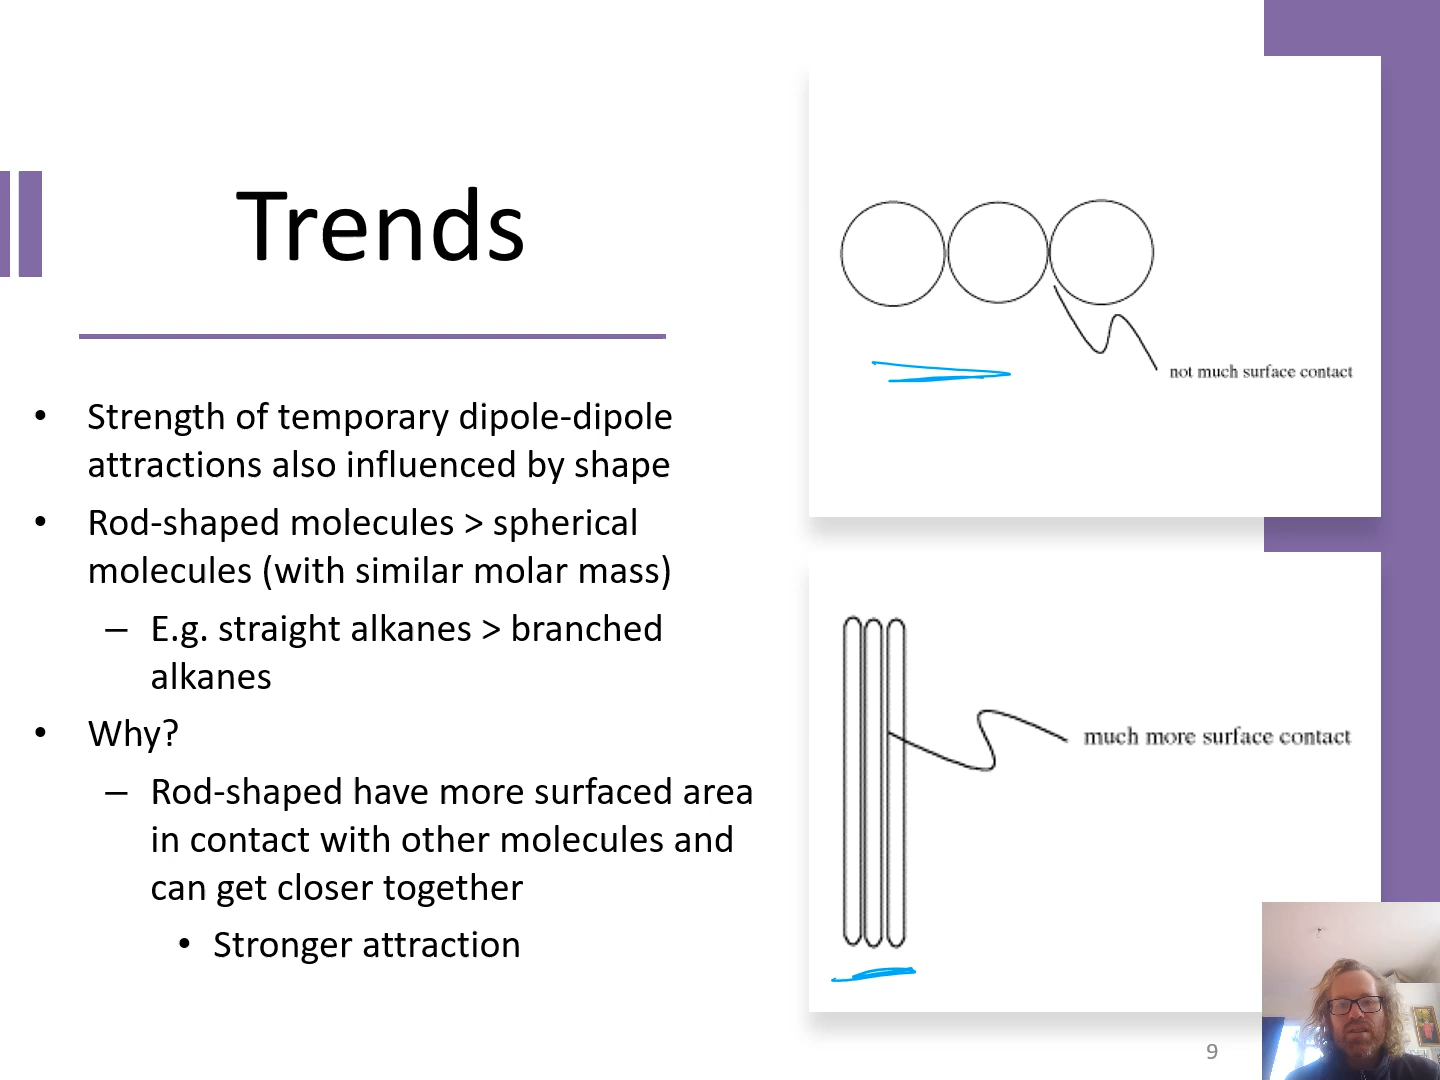 Trends
• Strength of temporary dipole-dipole
attractions also influenced by shape
• Rod-shaped molecules > spherical
molecules (with similar molar mass)
– E.g. straight alkanes > branched
alkanes
• Why?
– Rod-shaped have more surfaced area
in contact with other molecules and
can get closer together
• Stronger attraction
not much surface contact
much more surface contact
9